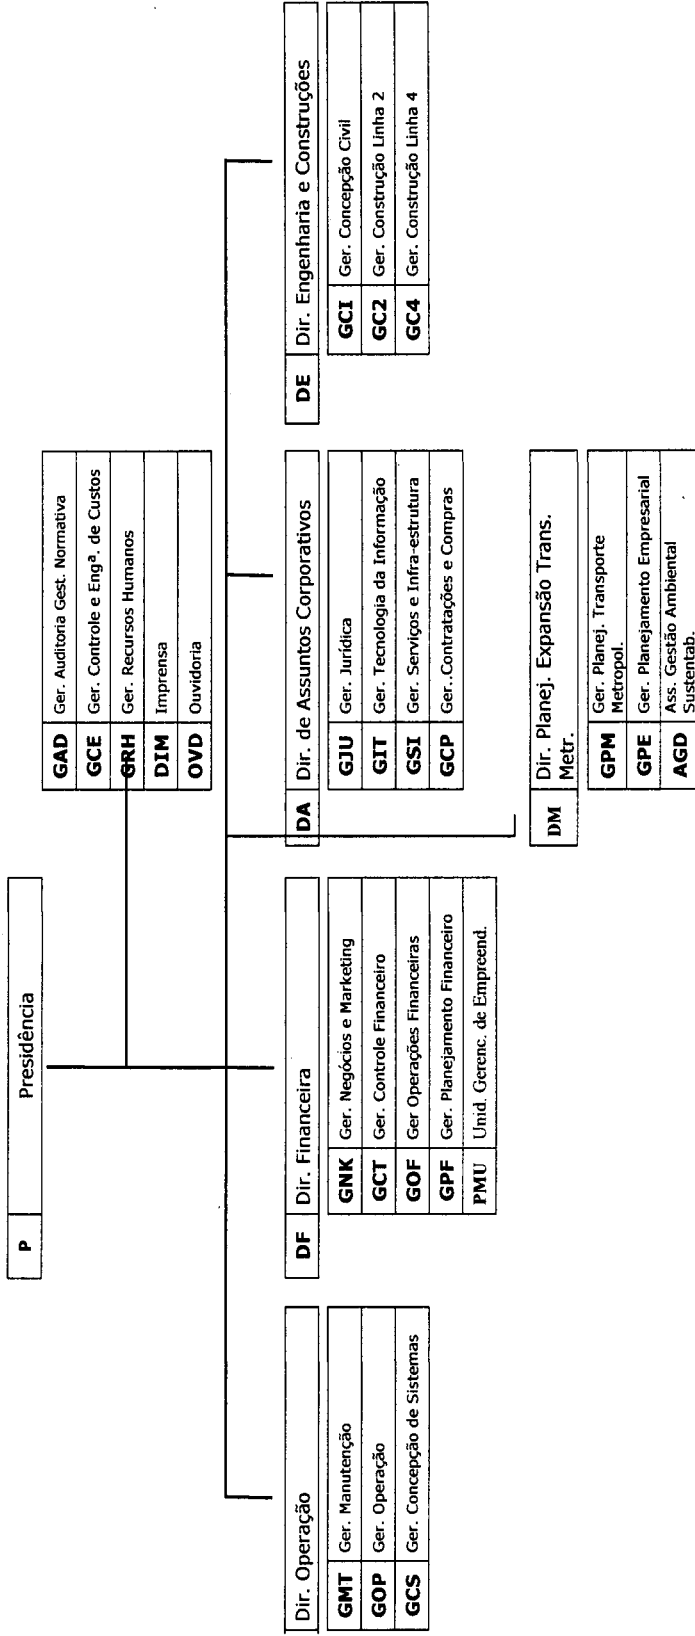 P Presidência
GAD Ger. Auditoria Gest. Normativa
GCE Ger. Controle e Engª. de Custos
GRH Ger. Recursos Humanos
DIM Imprensa
OVD Ouvidoria
Dir. Operação
GMT Ger. Manutenção
GOP Ger. Operação
GCS Ger. Concepção de Sistemas
DF Dir. Financeira
GNK Ger. Negócios e Marketing
GCT Ger. Controle Financeiro
GOF Ger Operações Financeiras
GPF Ger. Planejamento Financeiro
PMU Unid. Gerenc. de Empreend.
DA Dir. de Assuntos Corporativos
GJU Ger. Jurídica
GIT Ger. Tecnologia da Informação
GSI Ger. Serviços e Infra-estrutura
GCP Ger..Contratações e Compras
DE Dir. Engenharia e Construções
GCI Ger. Concepção Civil
GC2 Ger. Construção Linha 2
GC4 Ger. Construção Linha 4
DM Dir. Planej. Expansão Trans.
Metr.
GPM Ger. Planej. Transporte
Metropol.
GPE Ger. Planejamento Empresarial
AGD Ass. Gestão Ambiental
Sustentab.